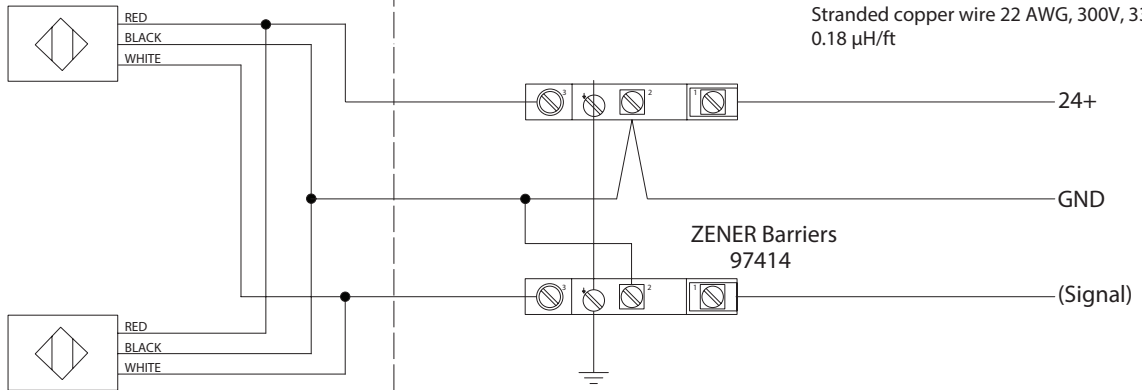 Stranded copper wire 22 AWG, 300V,
0.18 µH/ft
RED
BLACK
WHITE
3
2
1
24+
GND
ZENER Barriers
97414
3
2
1
(Signal)
RED
BLACK
WHITE